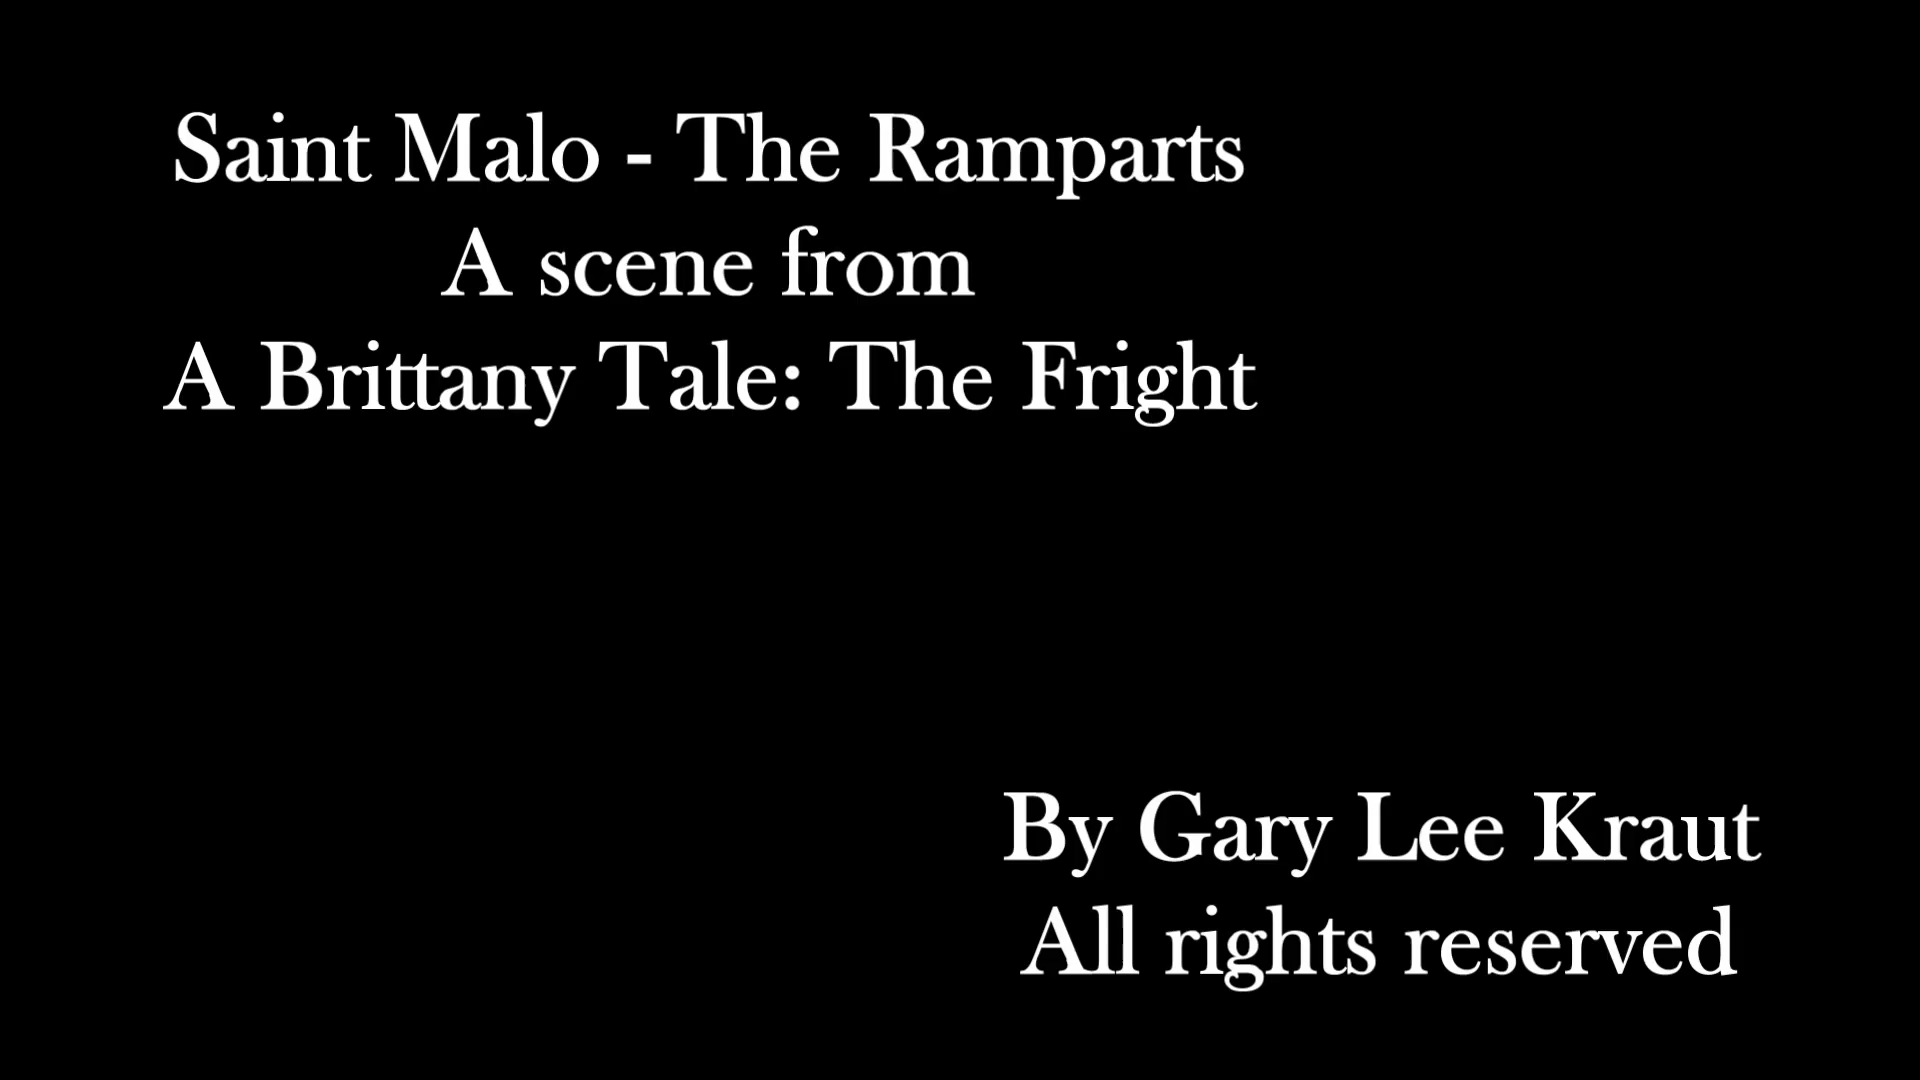 Saint Malo - The Ramparts
A scene from
A Brittany Tale: The Fright
By Gary Lee Kraut
All rights reserved